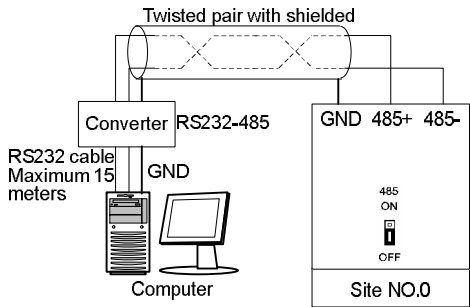 Twisted pair with shielded
Converter
RS232-485
GND 485+ 485-
RS232 cable
Maximum 15
meters
GND
485
ON
OFF
Computer
Site NO.0